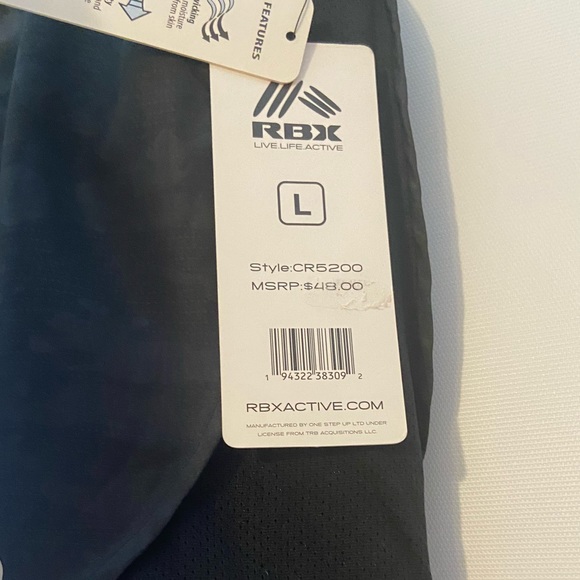 FEATURES
moisture
from skin
and
RBX
LIVE.LIFE.ACTIVE
L
Style:CR5200
MSRP:$48.00
1 94322 38309 2
RBXACTIVE.COM
MANUFACTURED BY ONE STEP UP LTD UNDER
LICENSE FROM TRB ACQUISITIONS LLC.